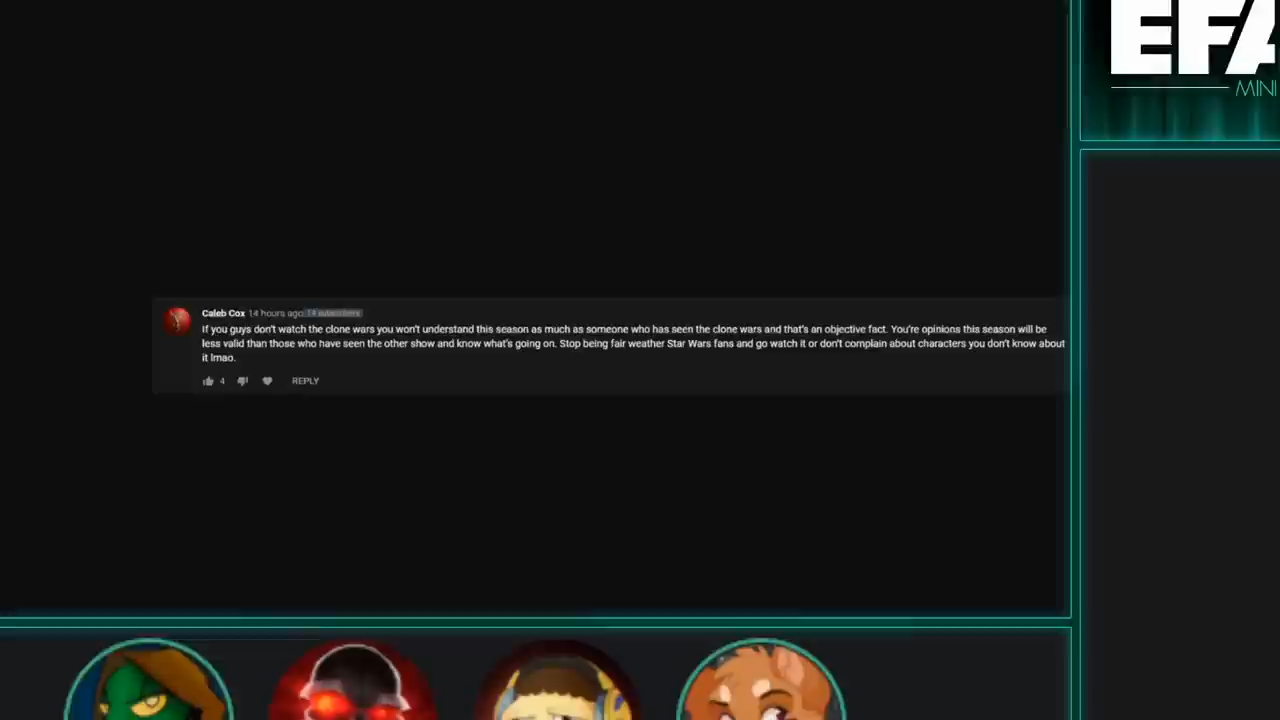 EFA
MINI
Caleb Cox 14 hours ago 14 subscribers
If you guys don't watch the clone wars you won't understand this season as much as someone who has seen the clone wars and that's an objective fact. You're opinions this season will be
less valid than those who have seen the other show and know what's going on. Stop being fair weather Star Wars fans and go watch it or don't complain about characters you don't know about
it lmao.
4 REPLY